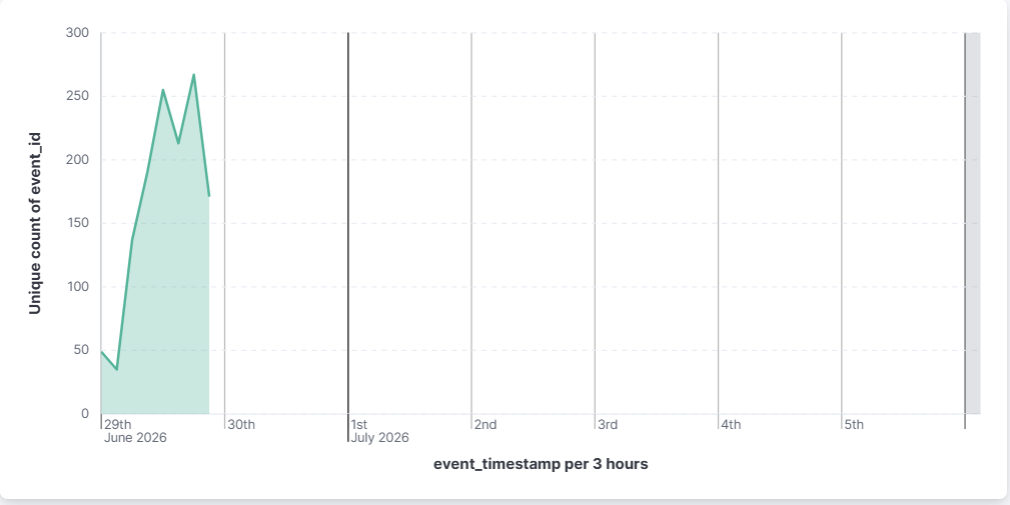 300
250
200
150
100
50
0
Unique count of event_id
29th
June 2026
30th
1st
July 2026
2nd
3rd
4th
5th
event_timestamp per 3 hours